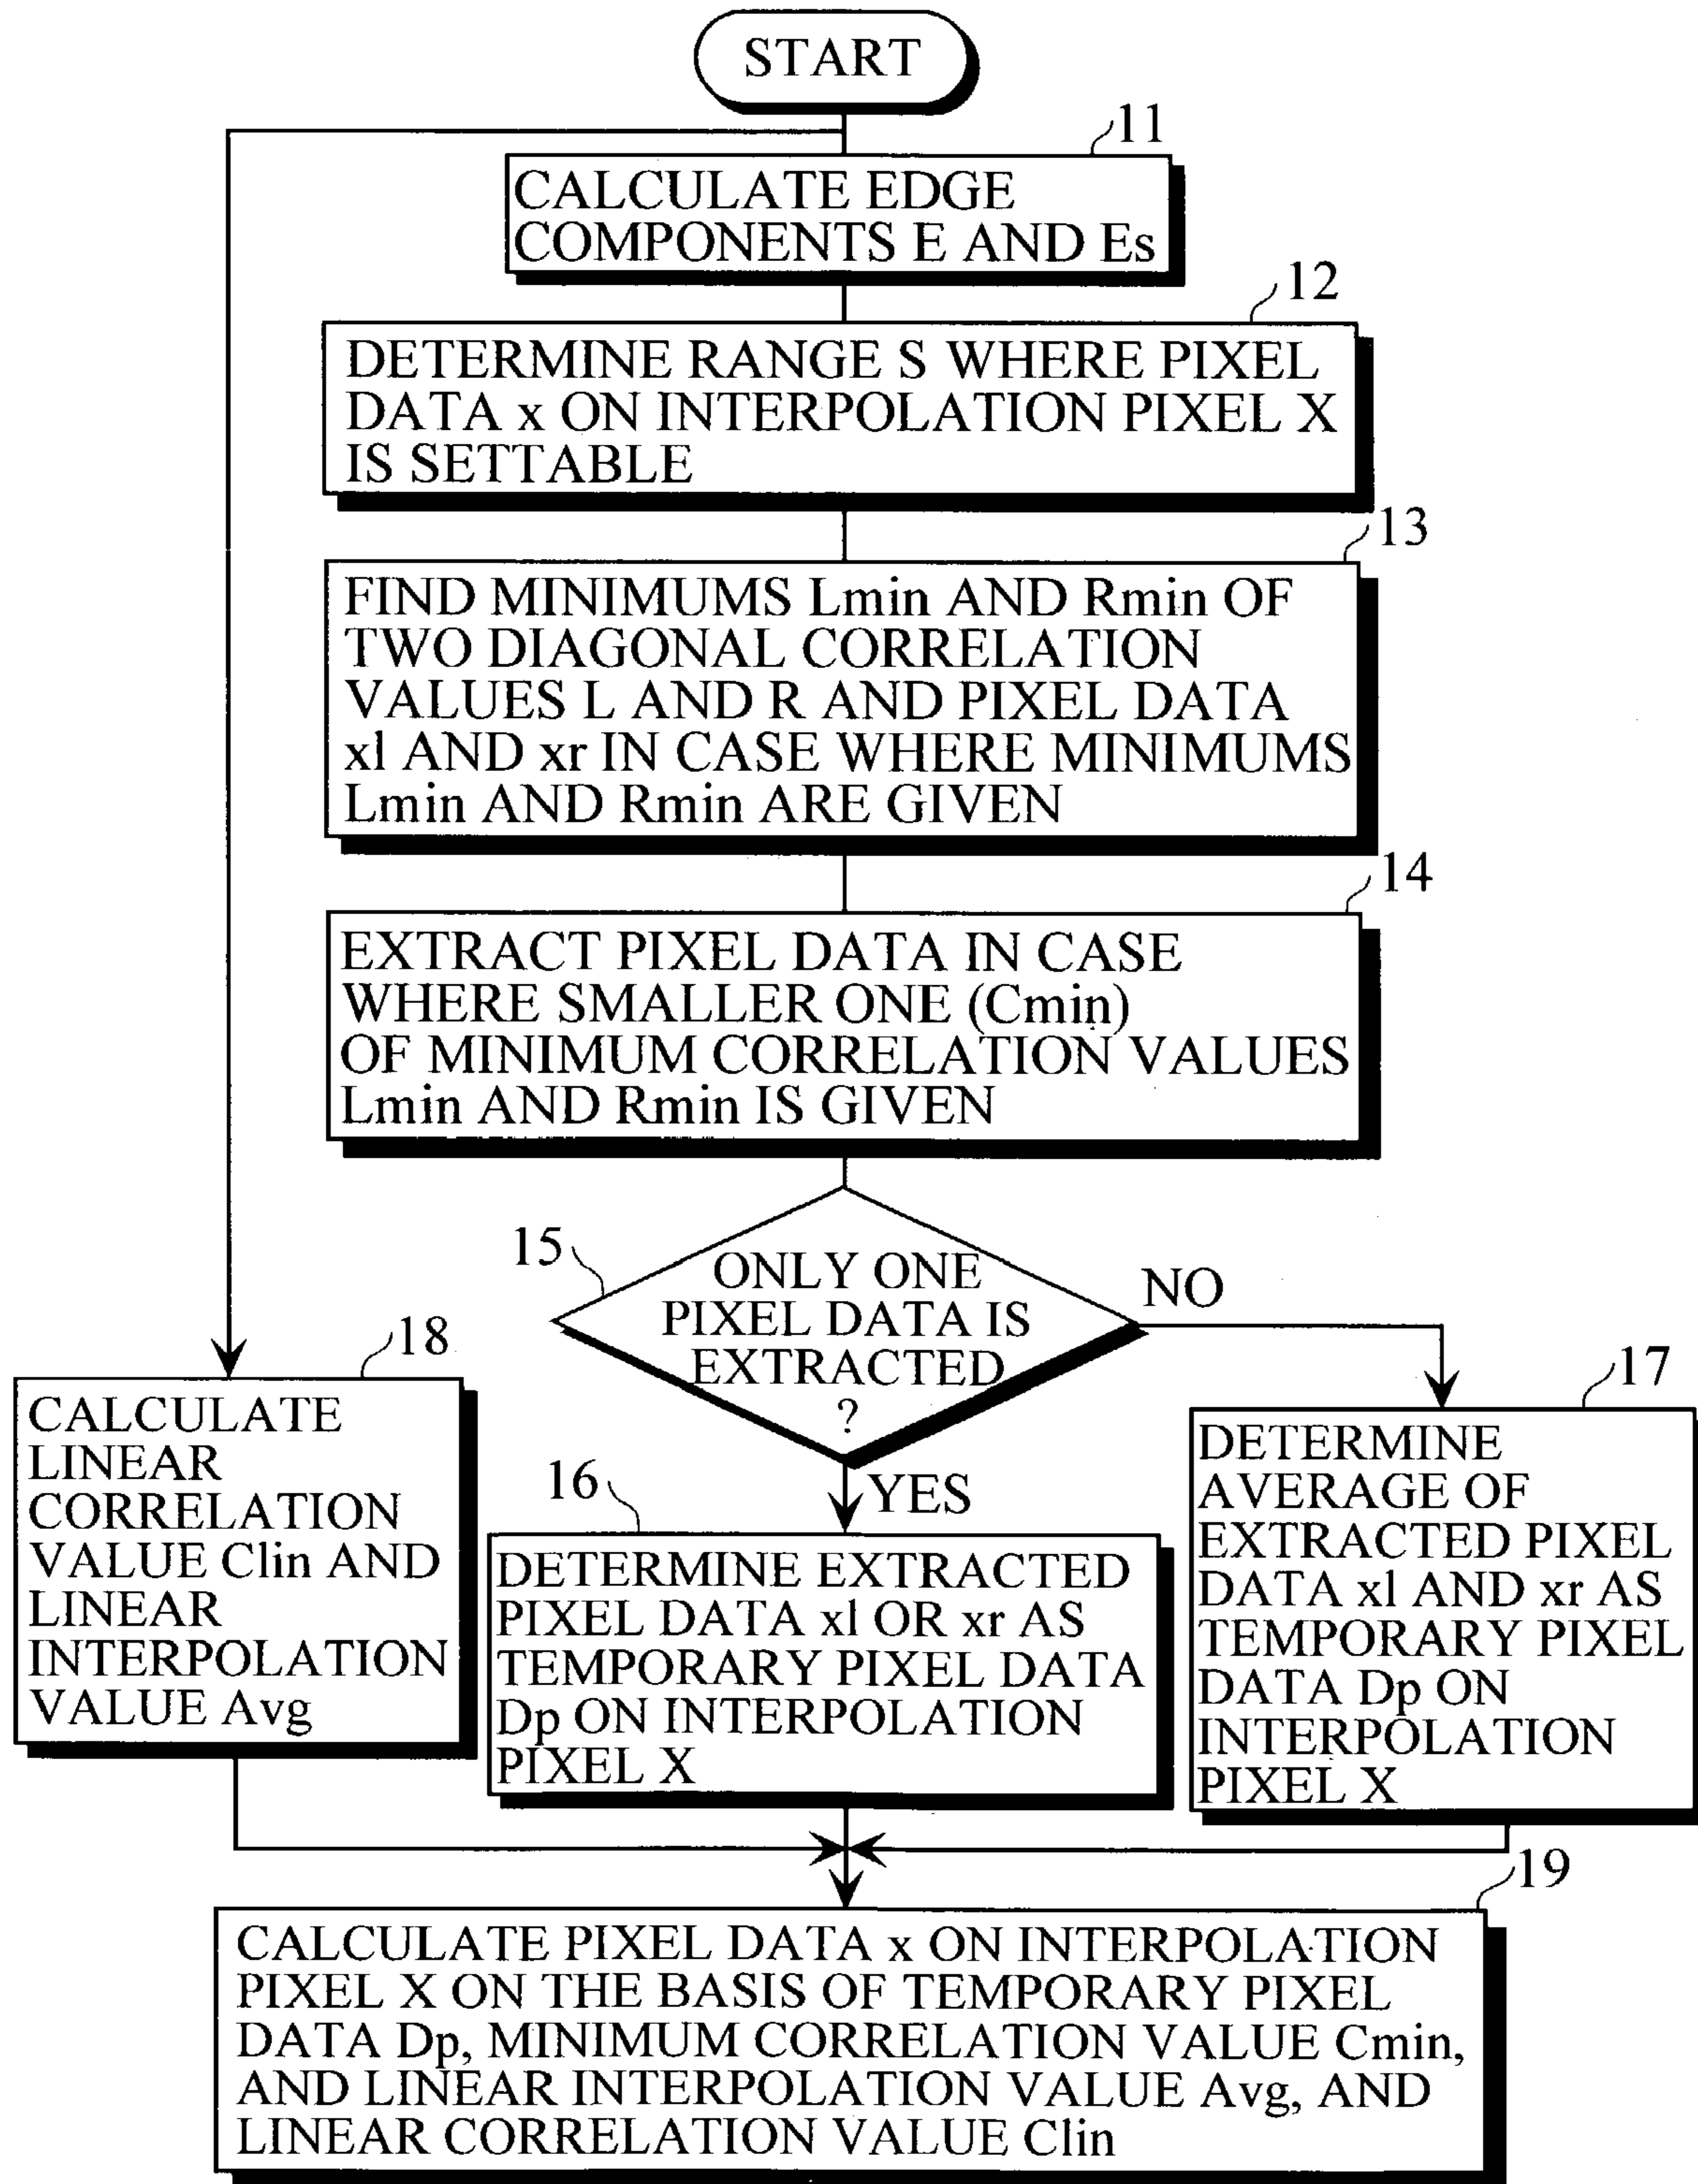 START
11
CALCULATE EDGE
COMPONENTS E AND Es
12
DETERMINE RANGE S WHERE PIXEL
DATA x ON INTERPOLATION PIXEL X
IS SETTABLE
13
FIND MINIMUMS Lmin AND Rmin OF
TWO DIAGONAL CORRELATION
VALUES L AND R AND PIXEL DATA
xl AND xr IN CASE WHERE MINIMUMS
Lmin AND Rmin ARE GIVEN
14
EXTRACT PIXEL DATA IN CASE
WHERE SMALLER ONE (Cmin)
OF MINIMUM CORRELATION VALUES
Lmin AND Rmin IS GIVEN
15
ONLY ONE
PIXEL DATA IS
EXTRACTED
?
NO
YES
18
CALCULATE
LINEAR
CORRELATION
VALUE Clin AND
LINEAR
INTERPOLATION
VALUE Avg
16
DETERMINE EXTRACTED
PIXEL DATA xl OR xr AS
TEMPORARY PIXEL DATA
Dp ON INTERPOLATION
PIXEL X
17
DETERMINE
AVERAGE OF
EXTRACTED PIXEL
DATA xl AND xr AS
TEMPORARY PIXEL
DATA Dp ON
INTERPOLATION
PIXEL X
19
CALCULATE PIXEL DATA x ON INTERPOLATION
PIXEL X ON THE BASIS OF TEMPORARY PIXEL
DATA Dp, MINIMUM CORRELATION VALUE Cmin,
AND LINEAR INTERPOLATION VALUE Avg, AND
LINEAR CORRELATION VALUE Clin